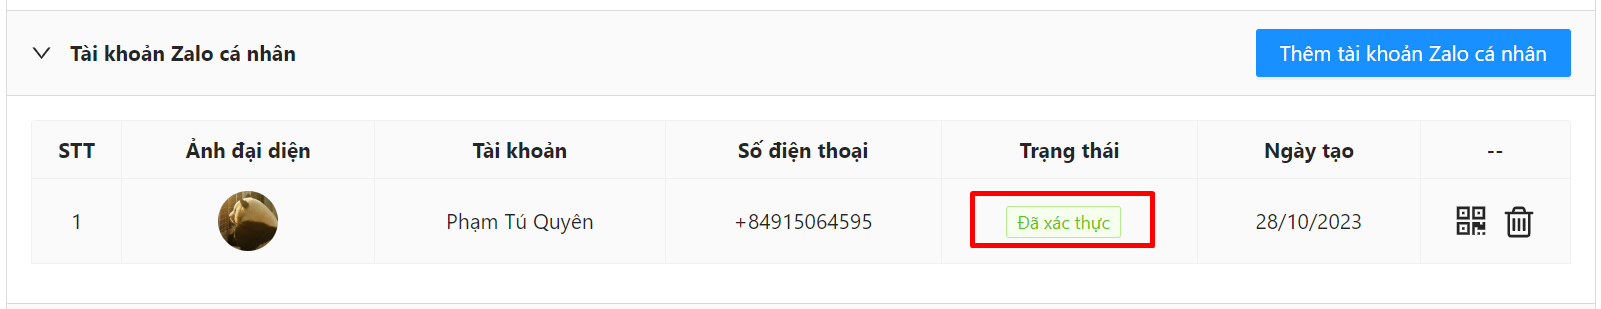 Tài khoản Zalo cá nhân
Thêm tài khoản Zalo cá nhân
STT Ảnh đại diện Tài khoản Số điện thoại Trạng thái Ngày tạo --
1 Phạm Tú Quyên +84915064595 Đã xác thực 28/10/2023